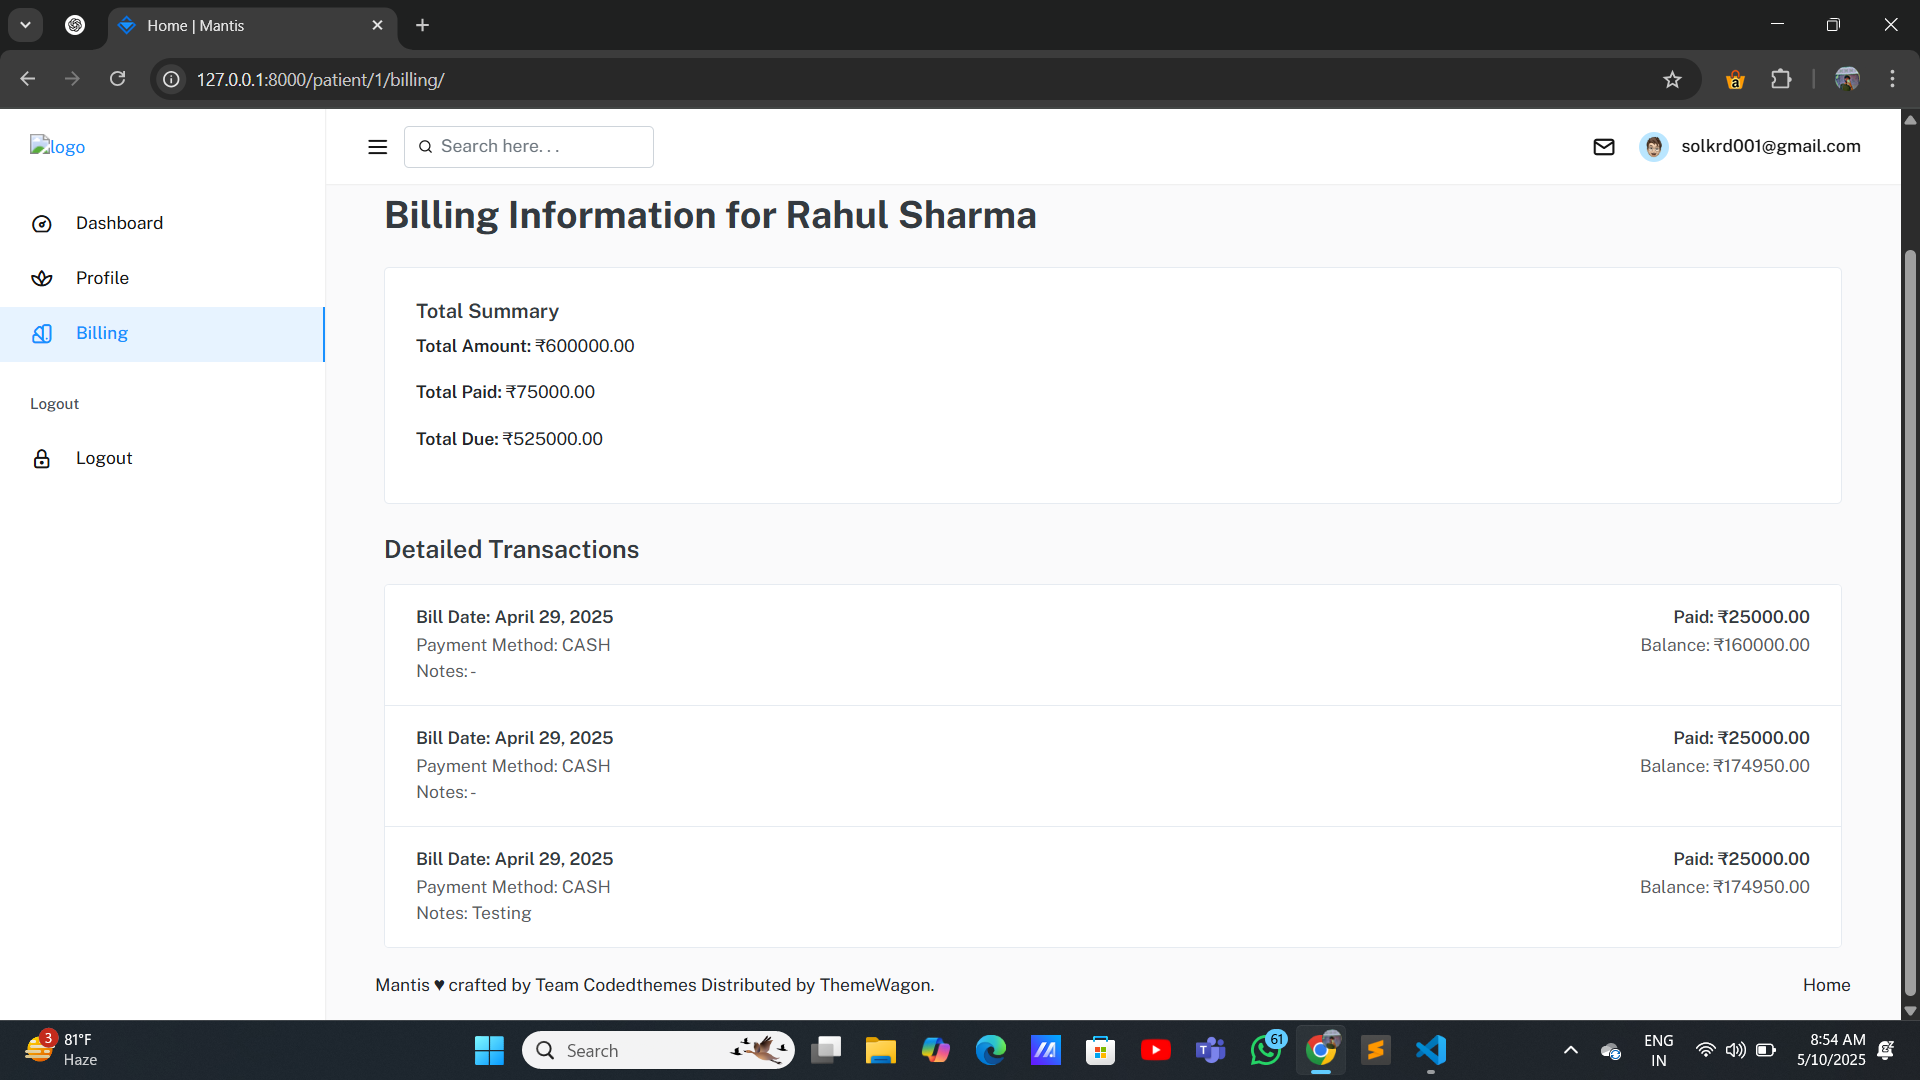 Home | Mantis
127.0.0.1:8000/patient/1/billing/
logo
Search here. . .
solkrd001@gmail.com
Dashboard
Profile
Billing
Logout
Logout
Billing Information for Rahul Sharma
Total Summary
Total Amount: ₹600000.00
Total Paid: ₹75000.00
Total Due: ₹525000.00
Detailed Transactions
Bill Date: April 29, 2025
Paid: ₹25000.00
Payment Method: CASH
Balance: ₹160000.00
Notes: -
Bill Date: April 29, 2025
Paid: ₹25000.00
Payment Method: CASH
Balance: ₹174950.00
Notes: -
Bill Date: April 29, 2025
Paid: ₹25000.00
Payment Method: CASH
Balance: ₹174950.00
Notes: Testing
Mantis ♥ crafted by Team Codedthemes Distributed by ThemeWagon.
Home
3
81°F
Haze
Search
61
ENG
IN
8:54 AM
5/10/2025